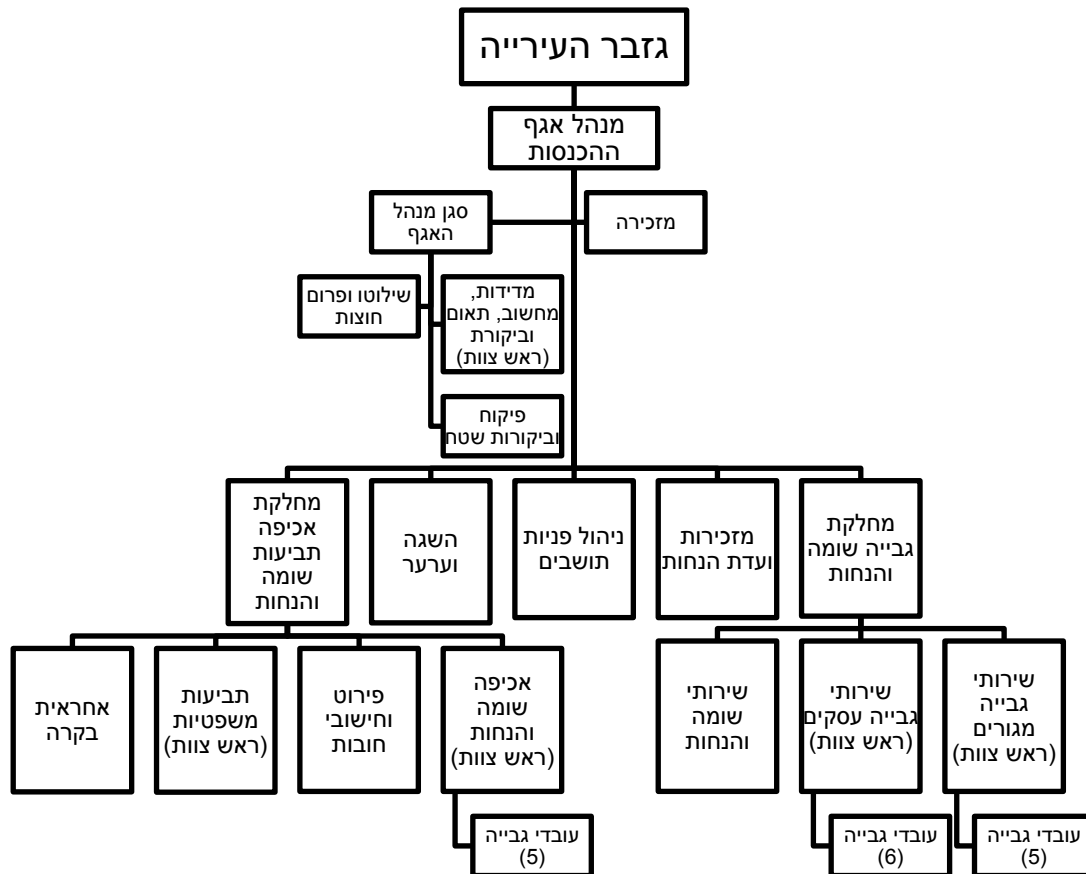 גזבר העירייה
מנהל אגף
ההכנסות
מזכירה
סגן מנהל
האגף
מדידות,
מחשוב, תאום
וביקורת
(ראש צוות)
שילוטו ופרום
חוצות
פיקוח
וביקורות שטח
מחלקת
גבייה שומה
והנחות
מזכירות
ועדת הנחות
ניהול פניות
תושבים
השגה
וערער
מחלקת
אכיפה
תביעות
שומה
והנחות
שירותי
גבייה
מגורים
(ראש צוות)
שירותי
גבייה עסקים
(ראש צוות)
שירותי
שומה
והנחות
אכיפה
שומה
והנחות
(ראש צוות)
פירוט
וחישובי
חובות
תביעות
משפטיות
(ראש צוות)
אחראית
בקרה
עובדי גבייה
(5)
עובדי גבייה
(6)
עובדי גבייה
(5)